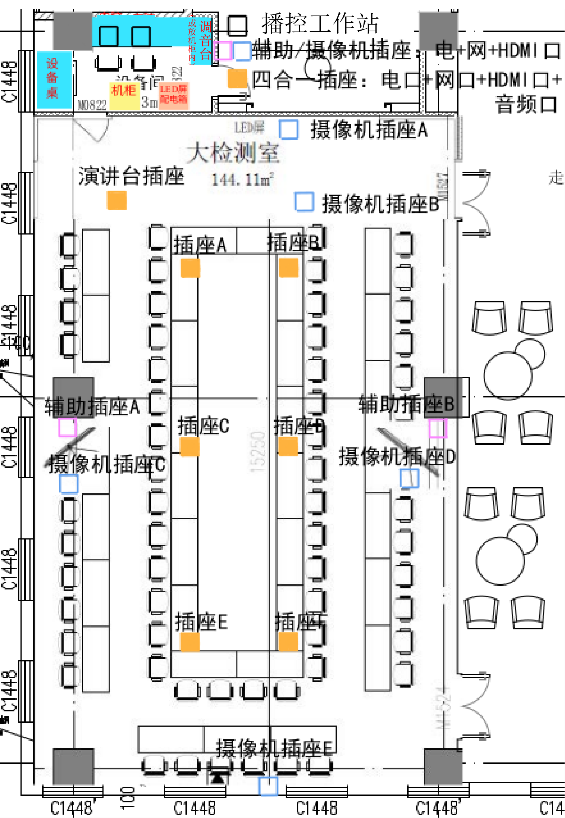 播控工作站
调音台
辅助/摄像机插座：电+网+HDMI口
四合一插座：电口+网口+HDMI口+
音频口
C1448
设备桌
设备间
机柜
LED屏
配电箱
M0822
3m
LED屏
摄像机插座A
大检测室
144.11m²
演讲台插座
摄像机插座B
C1448
走
插座A
插座B
C1448
辅助插座A
辅助插座B
插座C
插座D
C1448
15250
摄像机插座C
摄像机插座D
C1448
插座E
插座F
C1448
M1524
摄像机插座E
100
C1448'
C1448
C1448
C1448'
C14